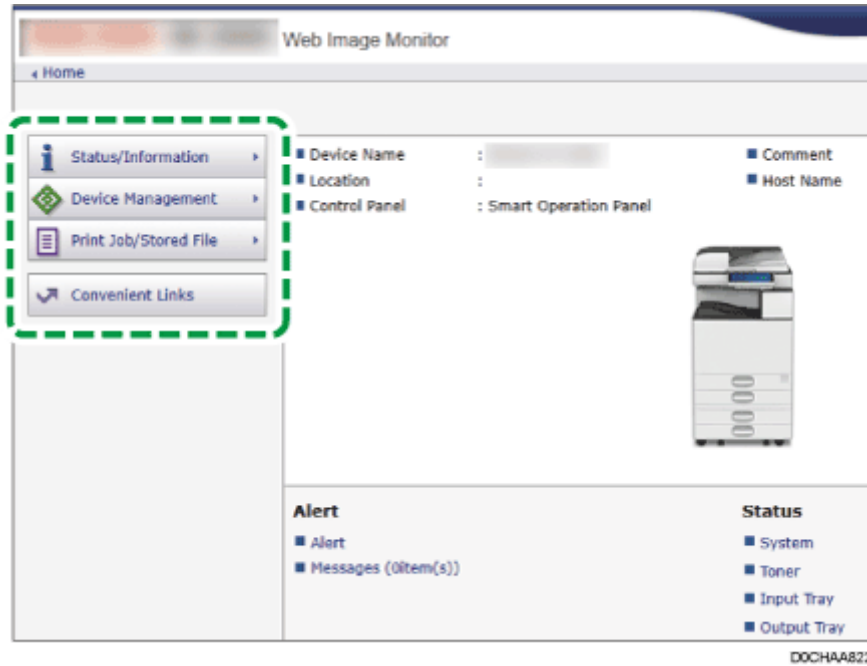 Web Image Monitor
Home
Status/Information
Device Management
Print Job/Stored File
Convenient Links
Device Name :
Location :
Control Panel : Smart Operation Panel
Comment
Host Name
Alert
Alert
Messages (0item(s))
Status
System
Toner
Input Tray
Output Tray